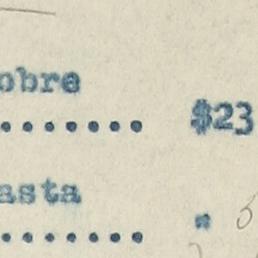 obre
....... $23
asta
....... "